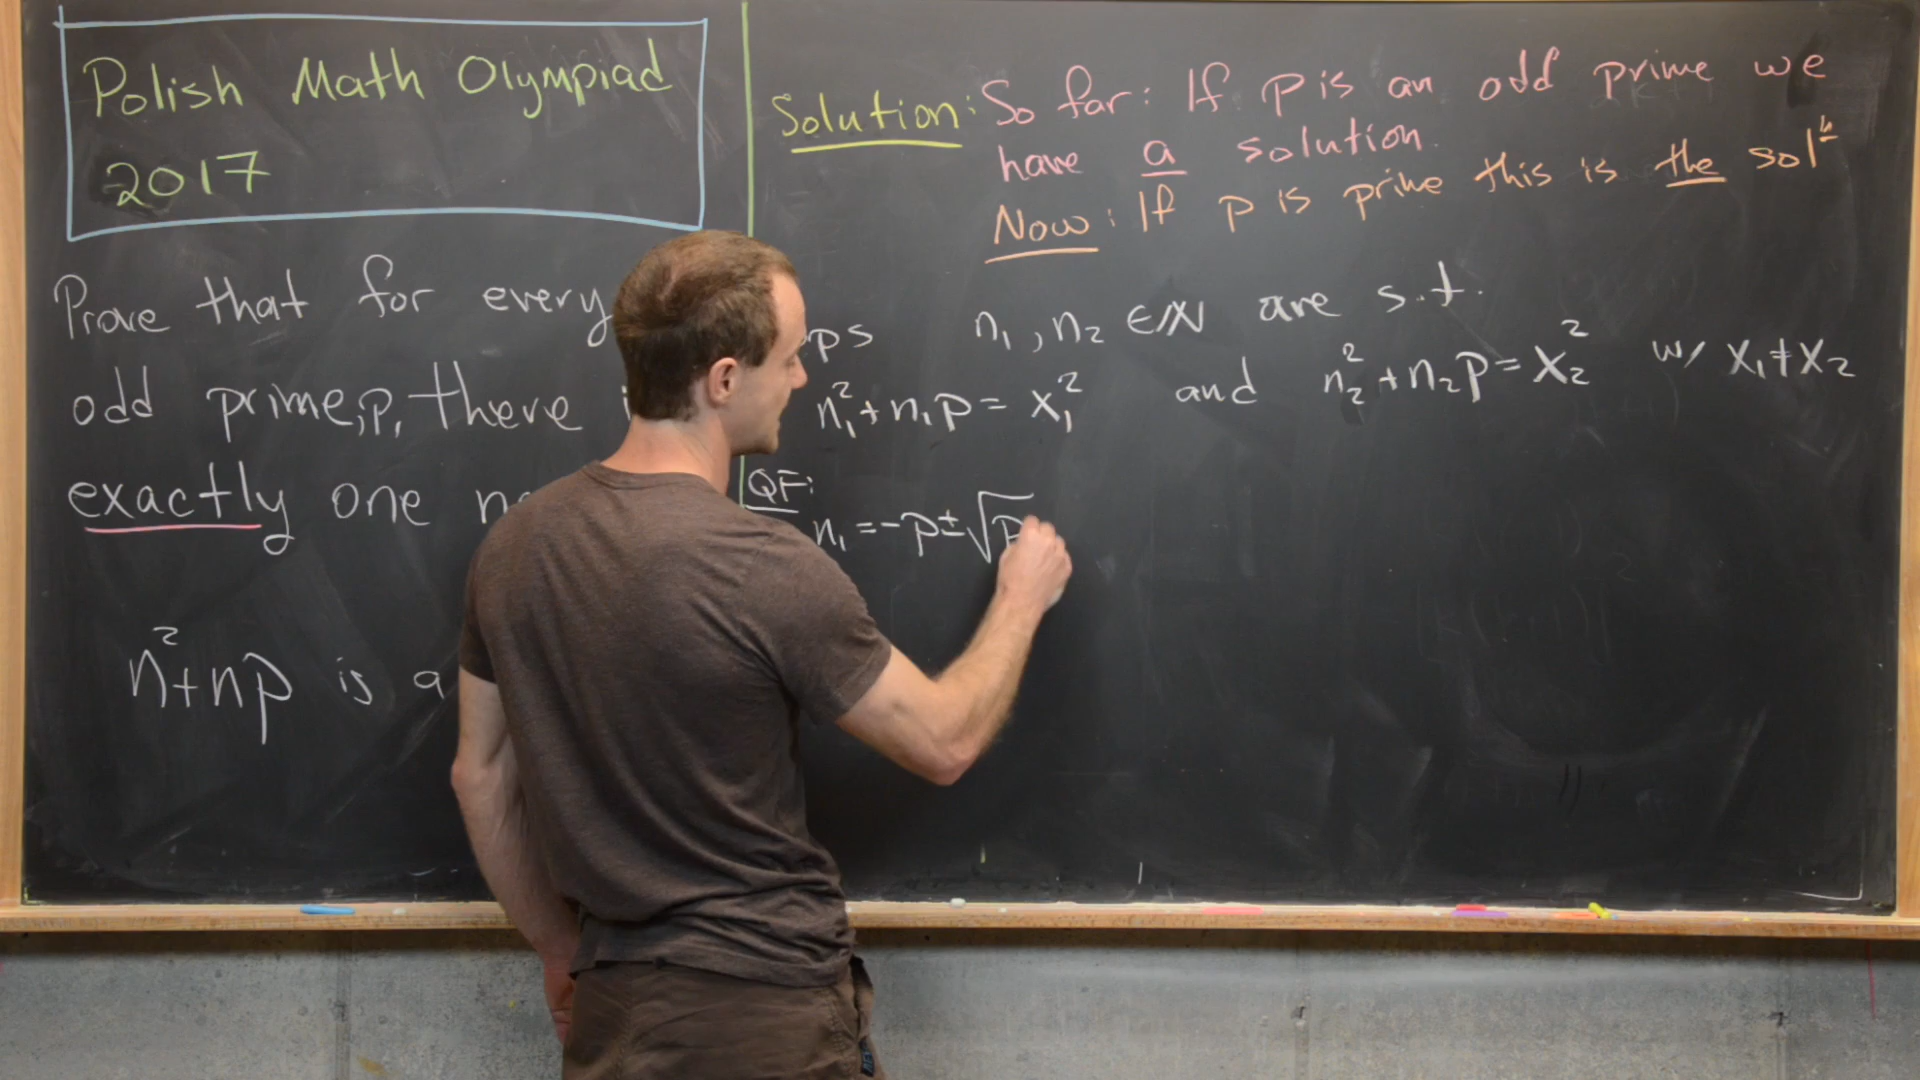 Polish Math Olympiad
2017
Prove that for every
odd prime, p, there
exactly one
n²+np is a
Solution: So far: If p is an odd prime we
have a solution.
Now: If p is prime this is the solⁿ
n₁, n₂ ∈ ℕ are s.t.
n₁²+n₁p = x₁² and n₂²+n₂p = x₂² w/ x₁≠x₂
QF:
n₁ = -p±√p